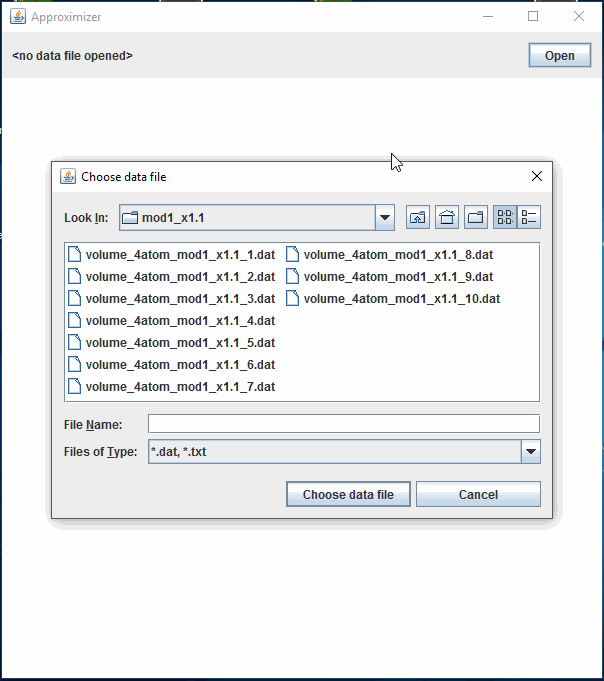 Approximizer
<no data file opened>
Open
Choose data file
Look In:
mod1_x1.1
volume_4atom_mod1_x1.1_1.dat
volume_4atom_mod1_x1.1_2.dat
volume_4atom_mod1_x1.1_3.dat
volume_4atom_mod1_x1.1_4.dat
volume_4atom_mod1_x1.1_5.dat
volume_4atom_mod1_x1.1_6.dat
volume_4atom_mod1_x1.1_7.dat
volume_4atom_mod1_x1.1_8.dat
volume_4atom_mod1_x1.1_9.dat
volume_4atom_mod1_x1.1_10.dat
File Name:
Files of Type:
*.dat, *.txt
Choose data file
Cancel